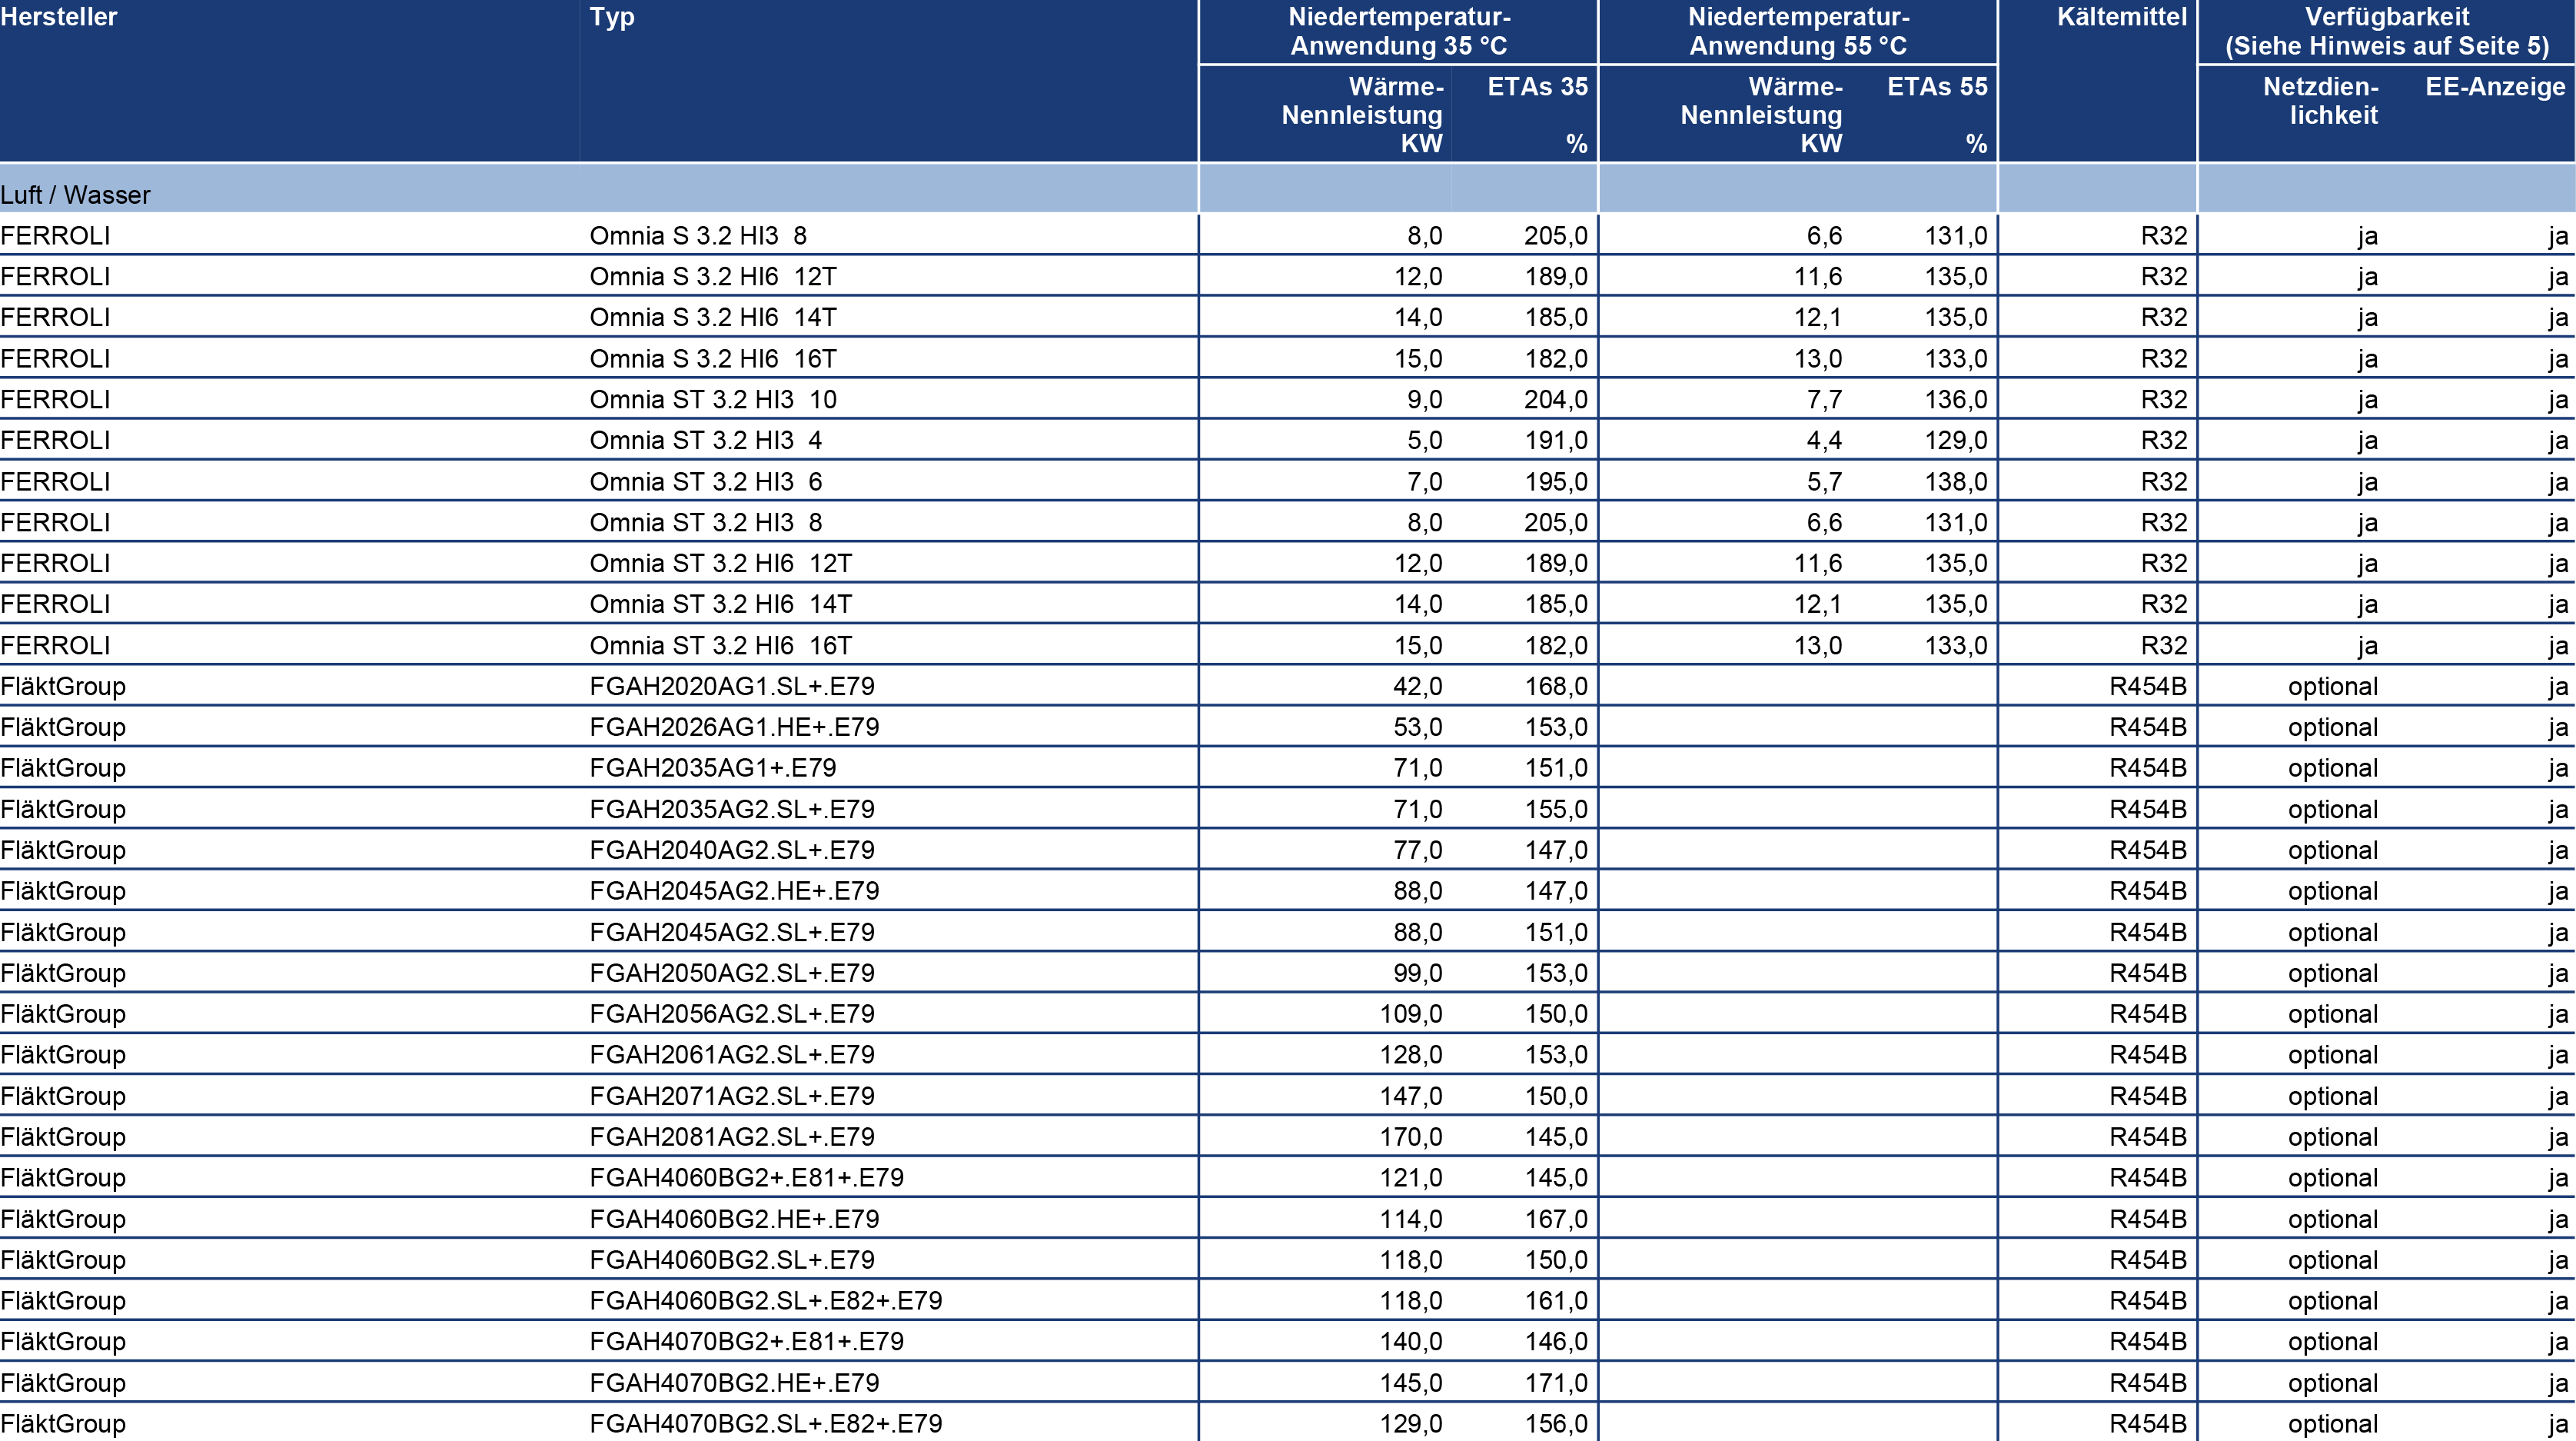 Hersteller Typ Niedertemperatur- Niedertemperatur- Kältemittel Verfügbarkeit
Anwendung 35 °C Anwendung 55 °C (Siehe Hinweis auf Seite 5)
Wärme- ETAs 35 Wärme- ETAs 55 Netzdien- EE-Anzeige
Nennleistung Nennleistung lichkeit
KW % KW %
Luft / Wasser
FERROLI Omnia S 3.2 HI3 8 8,0 205,0 6,6 131,0 R32 ja ja
FERROLI Omnia S 3.2 HI6 12T 12,0 189,0 11,6 135,0 R32 ja ja
FERROLI Omnia S 3.2 HI6 14T 14,0 185,0 12,1 135,0 R32 ja ja
FERROLI Omnia S 3.2 HI6 16T 15,0 182,0 13,0 133,0 R32 ja ja
FERROLI Omnia ST 3.2 HI3 10 9,0 204,0 7,7 136,0 R32 ja ja
FERROLI Omnia ST 3.2 HI3 4 5,0 191,0 4,4 129,0 R32 ja ja
FERROLI Omnia ST 3.2 HI3 6 7,0 195,0 5,7 138,0 R32 ja ja
FERROLI Omnia ST 3.2 HI3 8 8,0 205,0 6,6 131,0 R32 ja ja
FERROLI Omnia ST 3.2 HI6 12T 12,0 189,0 11,6 135,0 R32 ja ja
FERROLI Omnia ST 3.2 HI6 14T 14,0 185,0 12,1 135,0 R32 ja ja
FERROLI Omnia ST 3.2 HI6 16T 15,0 182,0 13,0 133,0 R32 ja ja
FläktGroup FGAH2020AG1.SL+.E79 42,0 168,0 R454B optional ja
FläktGroup FGAH2026AG1.HE+.E79 53,0 153,0 R454B optional ja
FläktGroup FGAH2035AG1+.E79 71,0 151,0 R454B optional ja
FläktGroup FGAH2035AG2.SL+.E79 71,0 155,0 R454B optional ja
FläktGroup FGAH2040AG2.SL+.E79 77,0 147,0 R454B optional ja
FläktGroup FGAH2045AG2.HE+.E79 88,0 147,0 R454B optional ja
FläktGroup FGAH2045AG2.SL+.E79 88,0 151,0 R454B optional ja
FläktGroup FGAH2050AG2.SL+.E79 99,0 153,0 R454B optional ja
FläktGroup FGAH2056AG2.SL+.E79 109,0 150,0 R454B optional ja
FläktGroup FGAH2061AG2.SL+.E79 128,0 153,0 R454B optional ja
FläktGroup FGAH2071AG2.SL+.E79 147,0 150,0 R454B optional ja
FläktGroup FGAH2081AG2.SL+.E79 170,0 145,0 R454B optional ja
FläktGroup FGAH4060BG2+.E81+.E79 121,0 145,0 R454B optional ja
FläktGroup FGAH4060BG2.HE+.E79 114,0 167,0 R454B optional ja
FläktGroup FGAH4060BG2.SL+.E79 118,0 150,0 R454B optional ja
FläktGroup FGAH4060BG2.SL+.E82+.E79 118,0 161,0 R454B optional ja
FläktGroup FGAH4070BG2+.E81+.E79 140,0 146,0 R454B optional ja
FläktGroup FGAH4070BG2.HE+.E79 145,0 171,0 R454B optional ja
FläktGroup FGAH4070BG2.SL+.E82+.E79 129,0 156,0 R454B optional ja